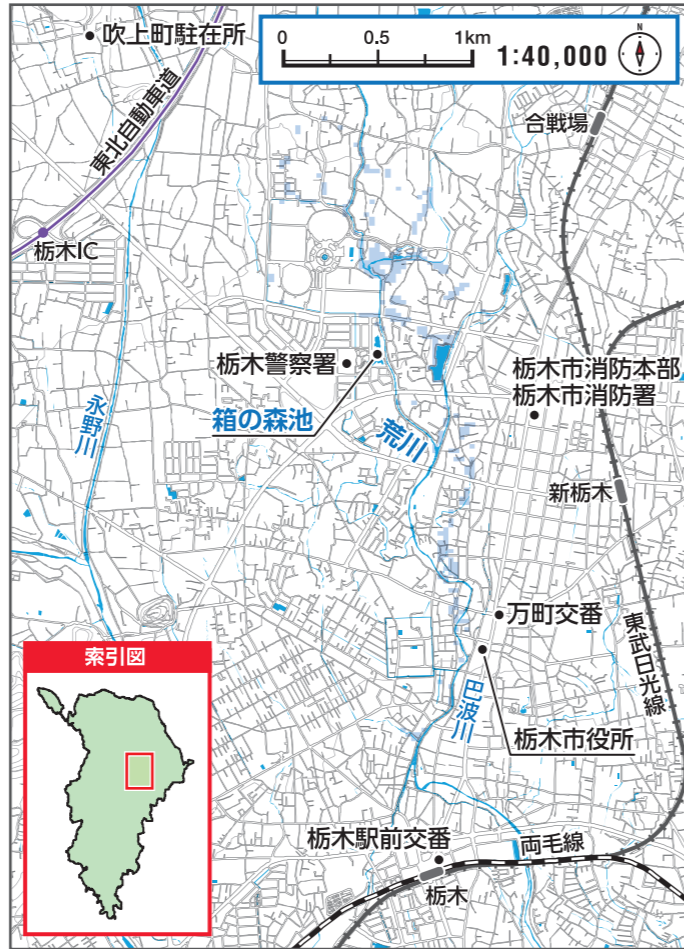 吹上町駐在所
0 0.5 1km
1:40,000
N
東北自動車道
合戦場
栃木IC
栃木警察署
栃木市消防本部
栃木市消防署
箱の森池
永野川
荒川
新栃木
万町交番
東武日光線
索引図
巴波川
栃木市役所
栃木駅前交番
両毛線
栃木